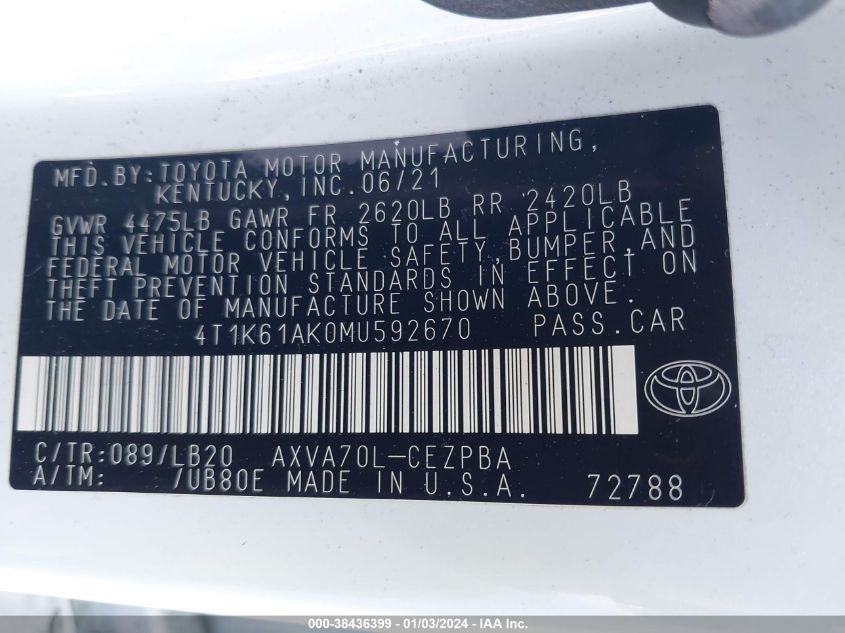 MFD. BY: TOYOTA MOTOR MANUFACTURING,
KENTUCKY, INC. 06/21
GVWR 4475LB GAWR FR 2620LB RR 2420LB
THIS VEHICLE CONFORMS TO ALL APPLICABLE
FEDERAL MOTOR VEHICLE SAFETY, BUMPER, AND
THEFT PREVENTION STANDARDS IN EFFECT ON
THE DATE OF MANUFACTURE SHOWN ABOVE.
4T1K61AK0MU592670 PASS. CAR
C/TR: 089/LB20 AXVA70L-CEZPBA
A/TM: /UB80E MADE IN U.S.A. 72788
000-38436399 - 01/03/2024 - IAA Inc.